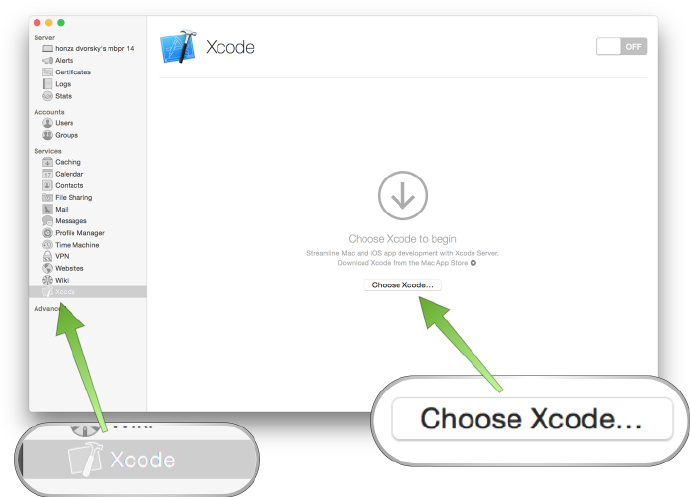 Server
honza dvorsky's mbpr 14
Alerts
Certificates
Logs
Stats
Accounts
Users
Groups
Services
Caching
Calendar
Contacts
File Sharing
Mail
Messages
Profile Manager
Time Machine
VPN
Websites
Wiki
Xcode
Xcode
OFF
Choose Xcode to begin
Streamline Mac and iOS app development with Xcode Server.
Download Xcode from the Mac App Store
Choose Xcode...
Xcode
Choose Xcode...